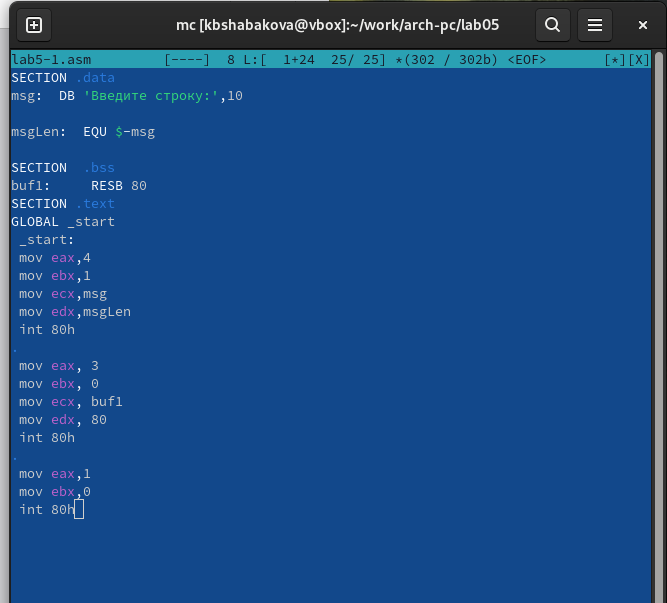 mc [kbshabakova@vbox]:~/work/arch-pc/lab05
lab5-1.asm [----] 8 L:[ 1+24 25/ 25] *(302 / 302b) <EOF> [*][X]
SECTION .data
msg: DB 'Введите строку:',10
msgLen: EQU $-msg
SECTION .bss
buf1: RESB 80
SECTION .text
GLOBAL _start
_start:
mov eax,4
mov ebx,1
mov ecx,msg
mov edx,msgLen
int 80h
.
mov eax, 3
mov ebx, 0
mov ecx, buf1
mov edx, 80
int 80h
.
mov eax,1
mov ebx,0
int 80h